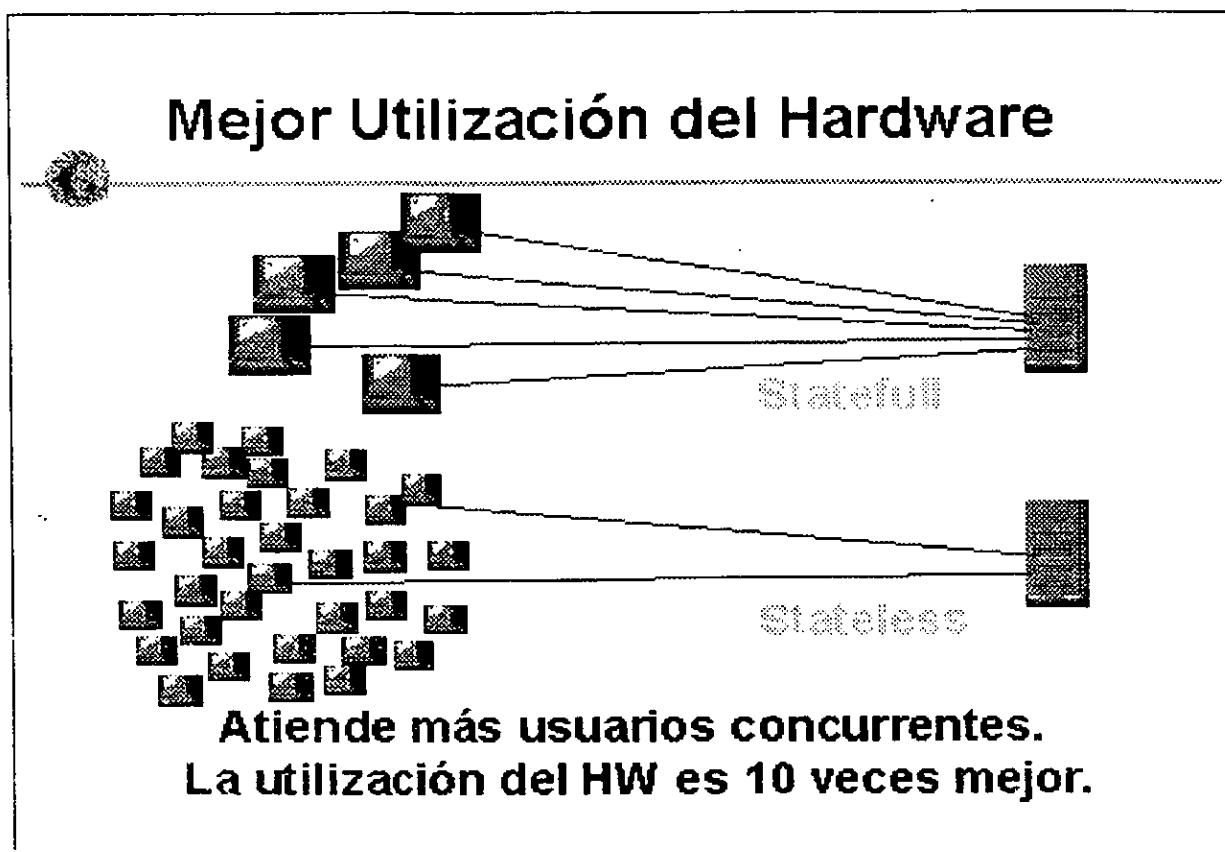 Mejor Utilización del Hardware
Statefull
Stateless
Atiende más usuarios concurrentes.
La utilización del HW es 10 veces mejor.